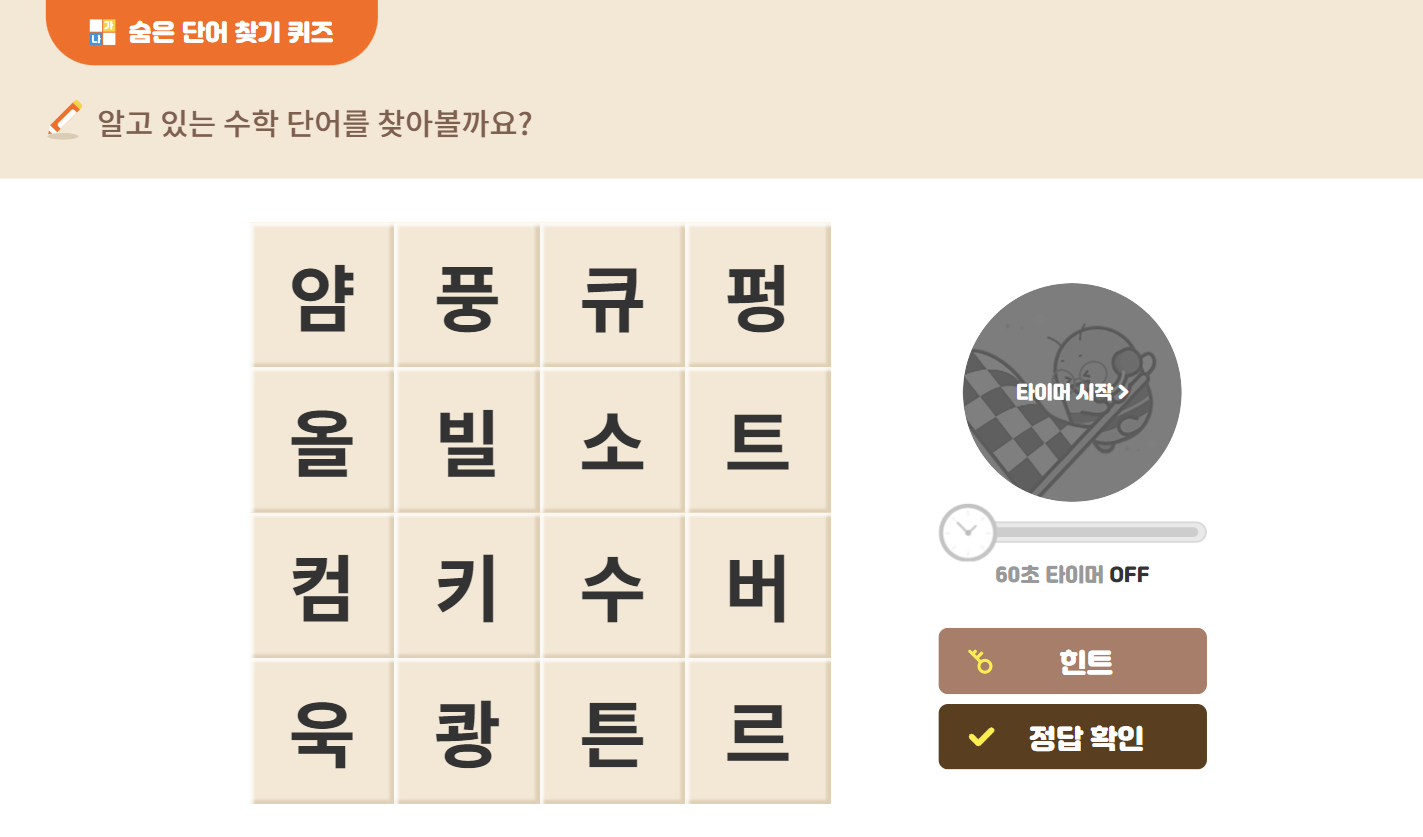 가
나
숨은 단어 찾기 퀴즈
알고 있는 수학 단어를 찾아볼까요?
얌 풍 큐 펑
올 빌 소 트
컴 키 수 버
욱 쾅 튼 르
타이머 시작 >
60초 타이머 OFF
힌트
정답 확인